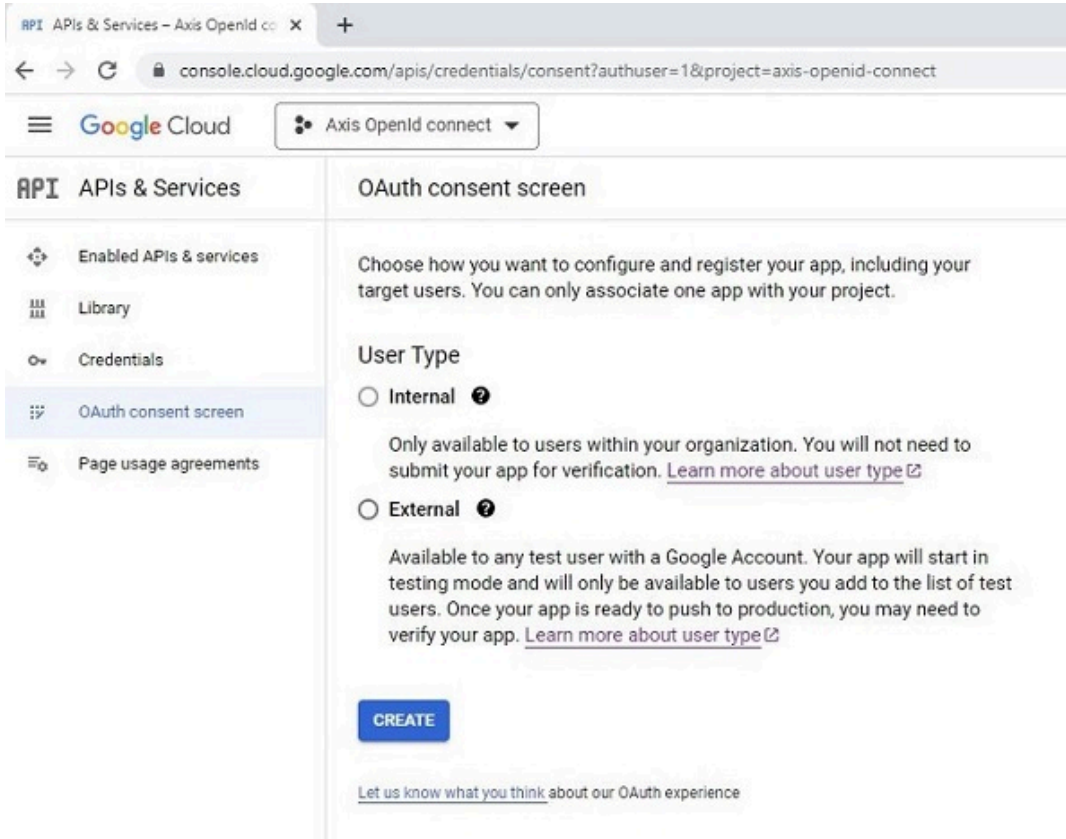 API APIs & Services – Axis OpenId co
console.cloud.google.com/apis/credentials/consent?authuser=1&project=axis-openid-connect
Google Cloud
Axis OpenId connect
API APIs & Services
OAuth consent screen
Enabled APIs & services
Library
Credentials
OAuth consent screen
Page usage agreements
Choose how you want to configure and register your app, including your
target users. You can only associate one app with your project.
User Type
Internal
Only available to users within your organization. You will not need to
submit your app for verification. Learn more about user type
External
Available to any test user with a Google Account. Your app will start in
testing mode and will only be available to users you add to the list of test
users. Once your app is ready to push to production, you may need to
verify your app. Learn more about user type
CREATE
Let us know what you think about our OAuth experience